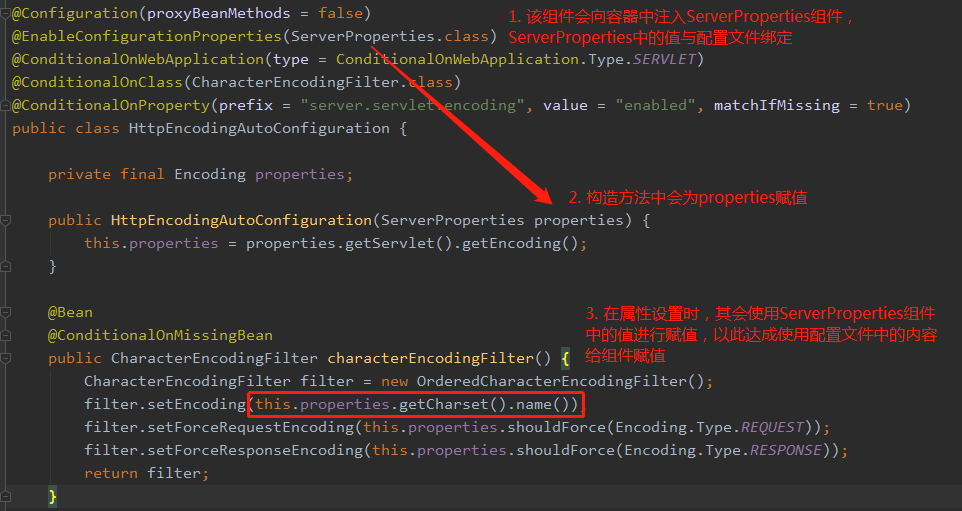 @Configuration(proxyBeanMethods = false)
1. 该组件会向容器中注入ServerProperties组件，
@EnableConfigurationProperties(ServerProperties.class)
ServerProperties中的值与配置文件绑定
@ConditionalOnWebApplication(type = ConditionalOnWebApplication.Type.SERVLET)
@ConditionalOnClass(CharacterEncodingFilter.class)
@ConditionalOnProperty(prefix = "server.servlet.encoding", value = "enabled", matchIfMissing = true)
public class HttpEncodingAutoConfiguration {
private final Encoding properties;
2. 构造方法中会为properties赋值
public HttpEncodingAutoConfiguration(ServerProperties properties) {
this.properties = properties.getServlet().getEncoding();
}
@Bean
3. 在属性设置时，其会使用ServerProperties组件
@ConditionalOnMissingBean
中的值进行赋值，以此达成使用配置文件中的内容
public CharacterEncodingFilter characterEncodingFilter() {
给组件赋值
CharacterEncodingFilter filter = new OrderedCharacterEncodingFilter();
filter.setEncoding(this.properties.getCharset().name());
filter.setForceRequestEncoding(this.properties.shouldForce(Encoding.Type.REQUEST));
filter.setForceResponseEncoding(this.properties.shouldForce(Encoding.Type.RESPONSE));
return filter;
}